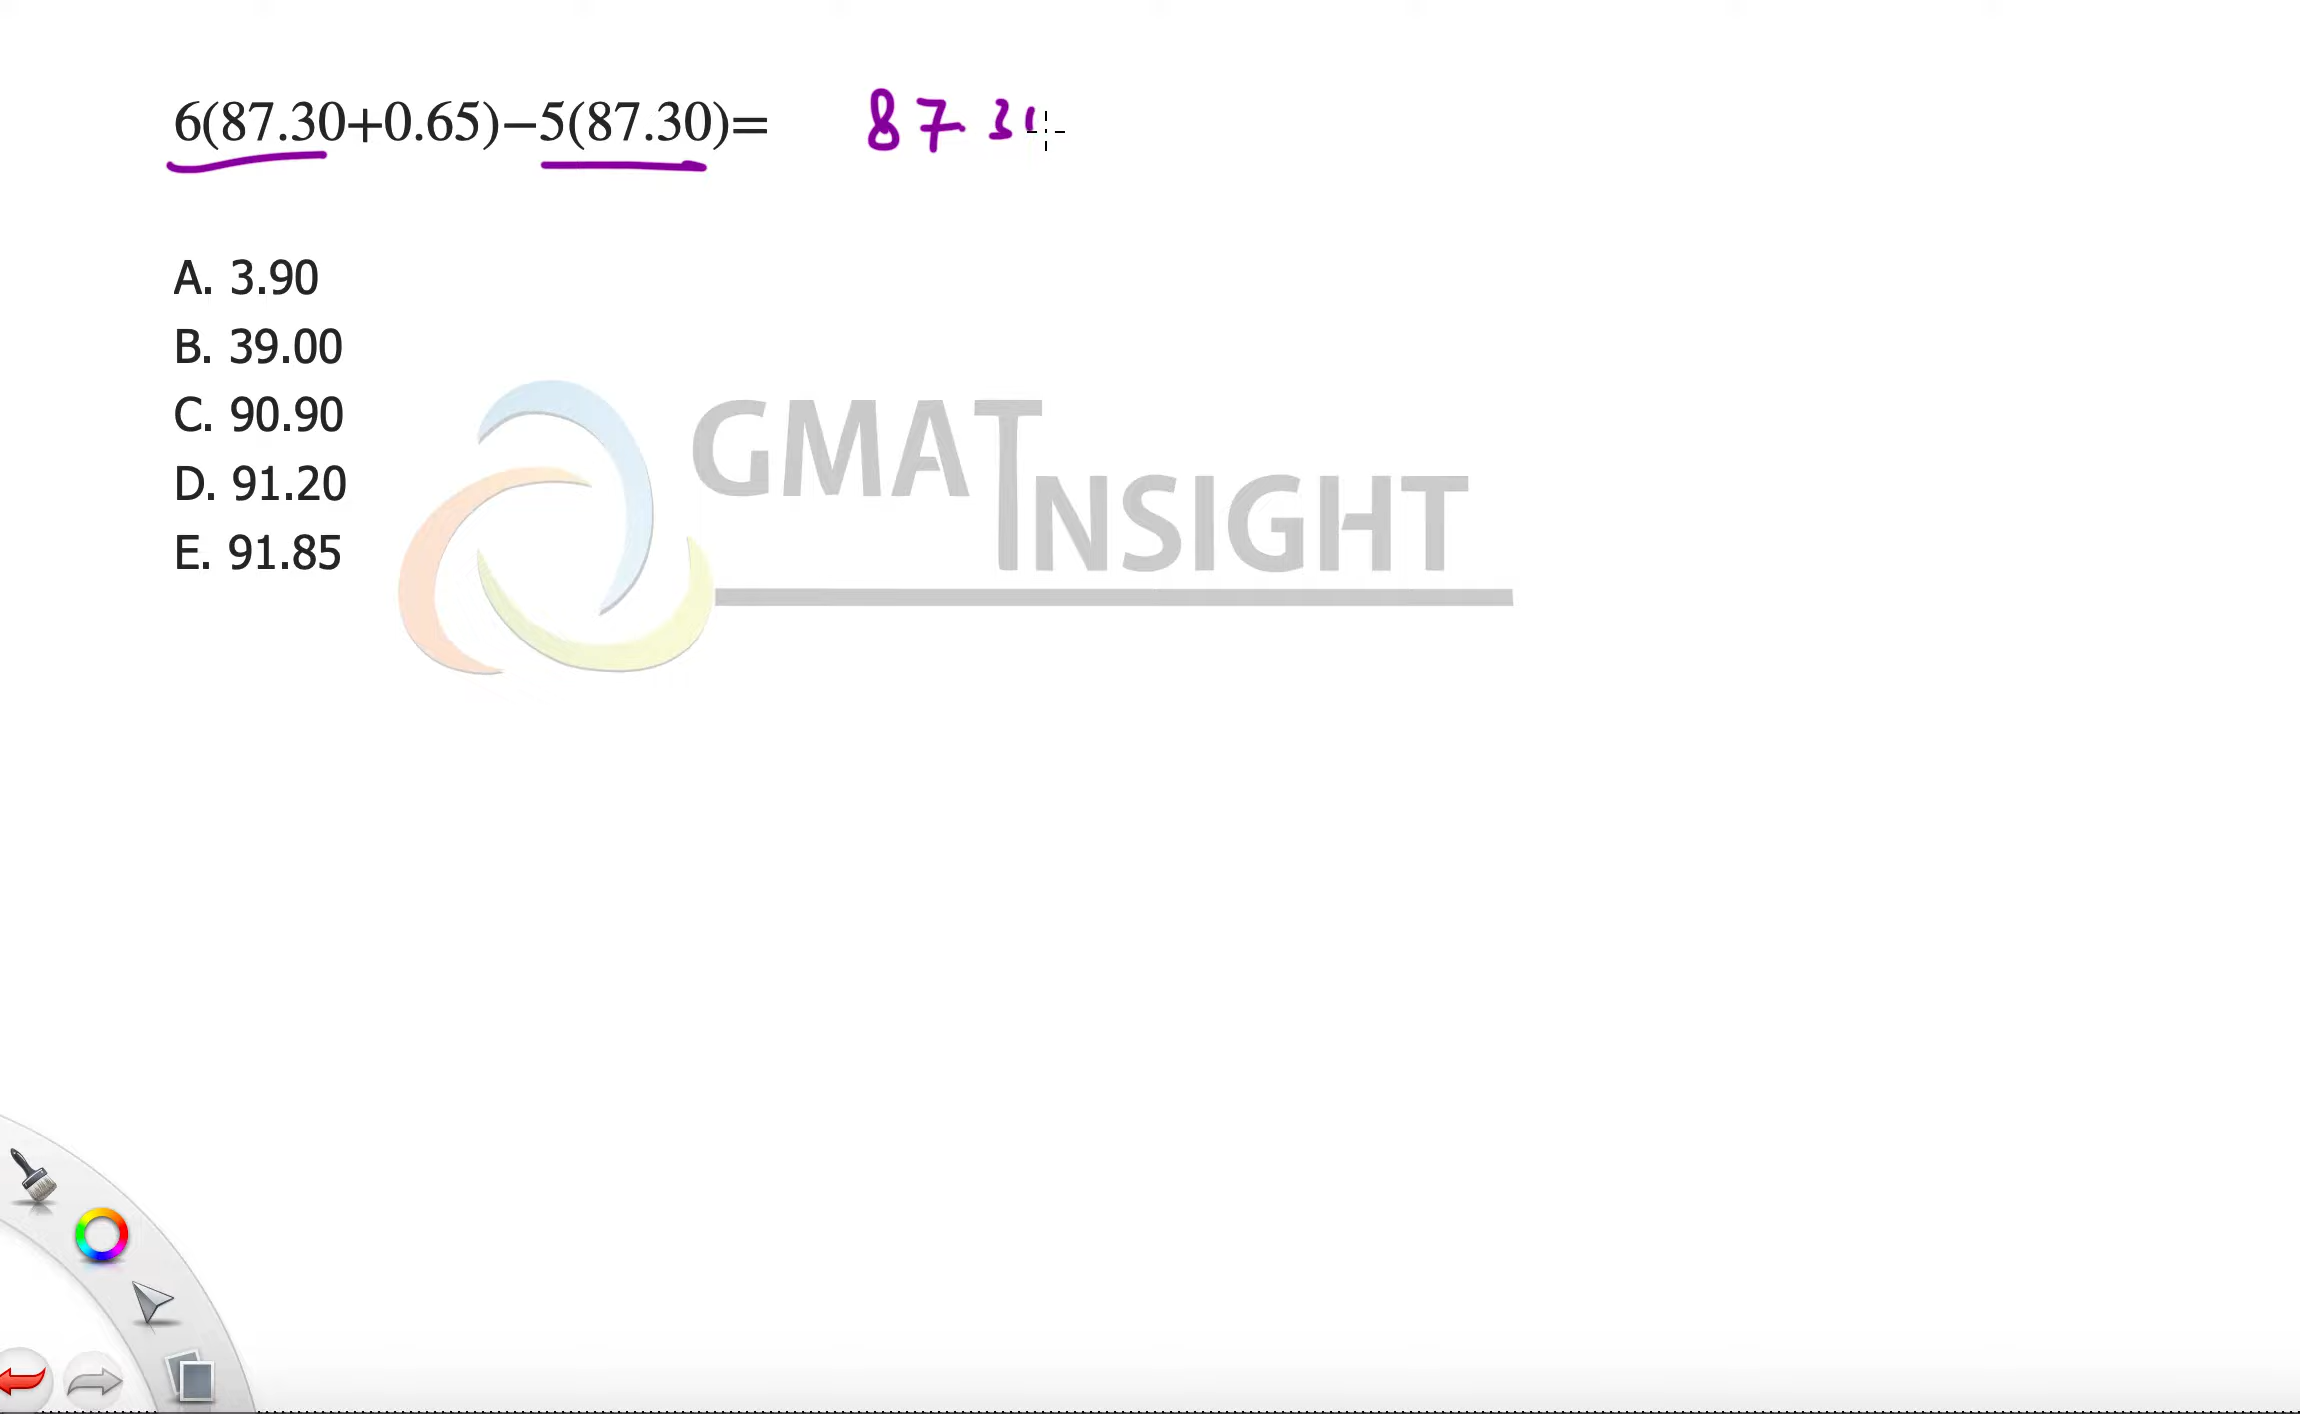 6(87.30+0.65)−5(87.30)= 87 30
A. 3.90
B. 39.00
C. 90.90
D. 91.20
E. 91.85
GMAT
INSIGHT